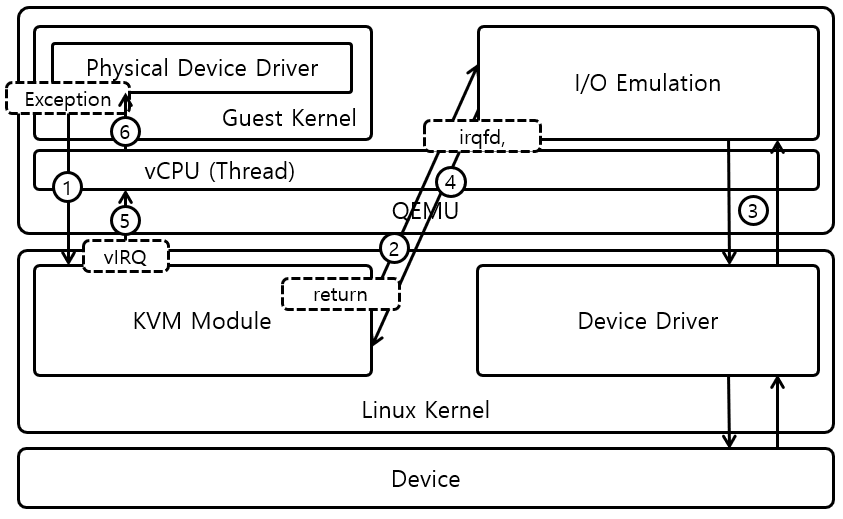 Physical Device Driver
Exception
Guest Kernel
6
I/O Emulation
irqfd,
vCPU (Thread)
1
4
5
QEMU
3
2
vIRQ
return
KVM Module
Device Driver
Linux Kernel
Device